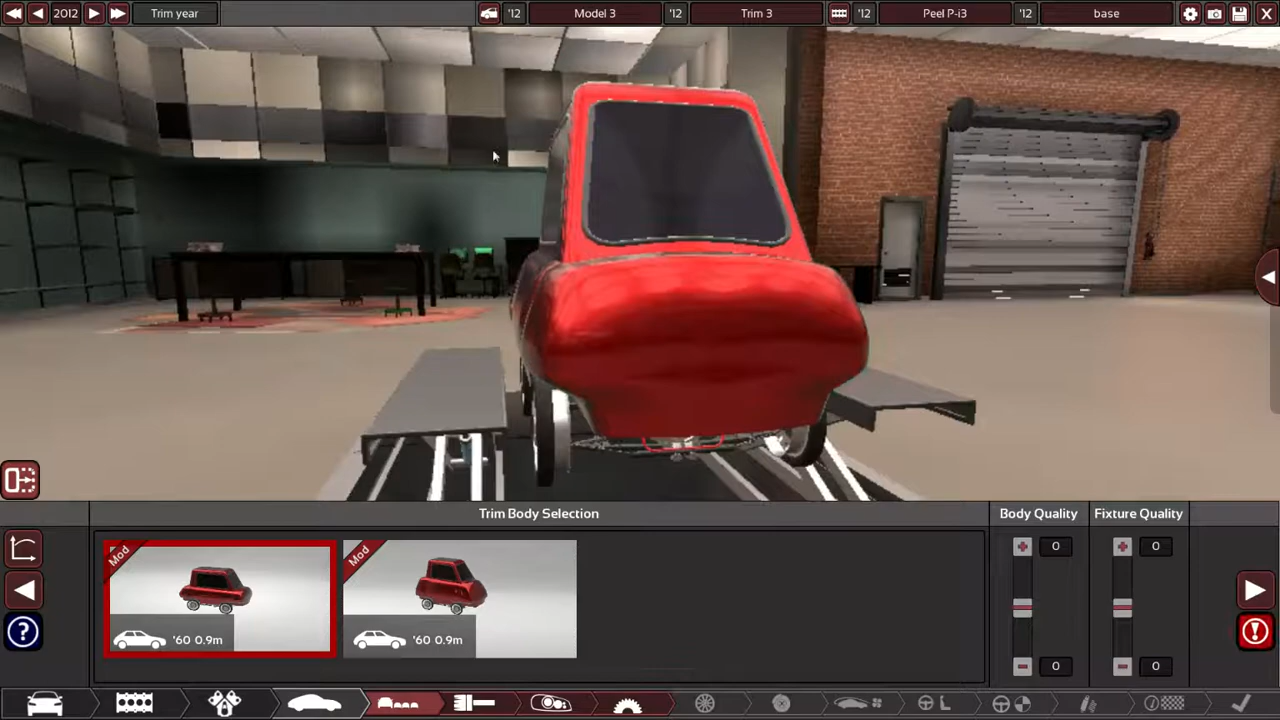 2012
Trim year
'12
Model 3
'12
Trim 3
'12
Peel P-i3
'12
base
Trim Body Selection
Body Quality
Fixture Quality
Mod
'60 0.9m
Mod
'60 0.9m
0
0
0
0